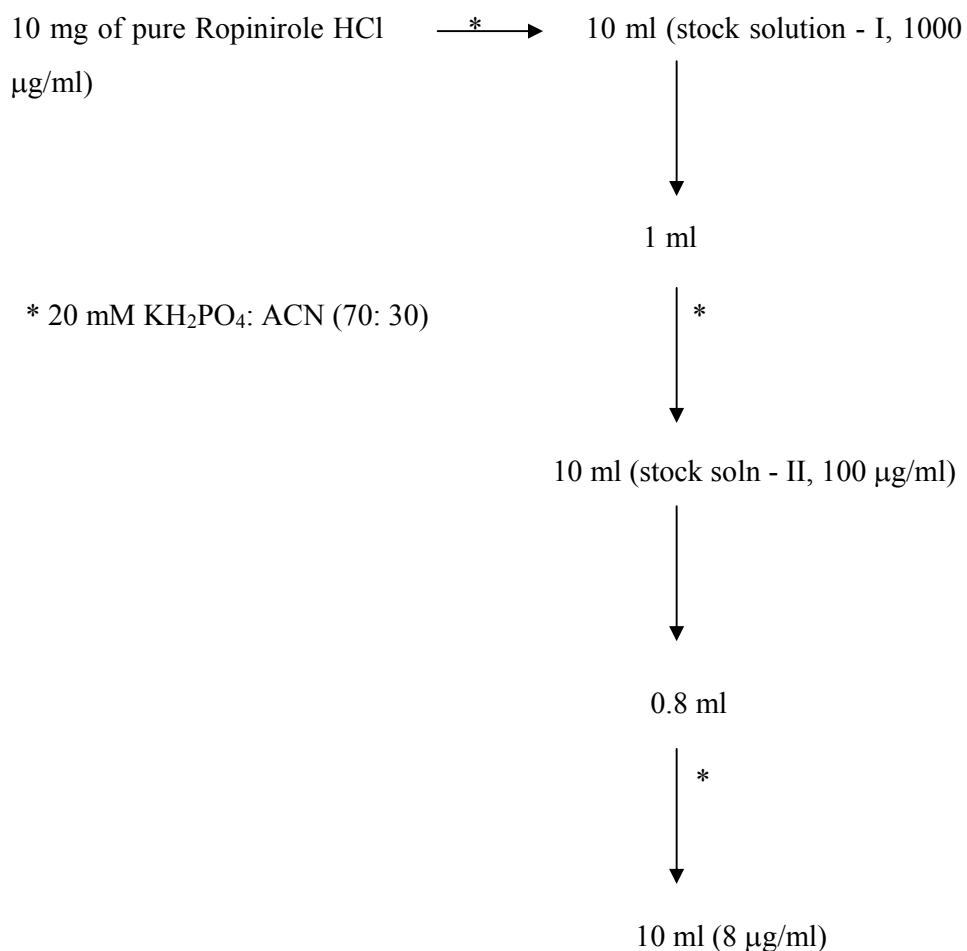 10 mg of pure Ropinirole HCl * 10 ml (stock solution - I, 1000
μg/ml)
1 ml
* 20 mM KH₂PO₄: ACN (70: 30) *
10 ml (stock soln - II, 100 μg/ml)
0.8 ml
*
10 ml (8 μg/ml)